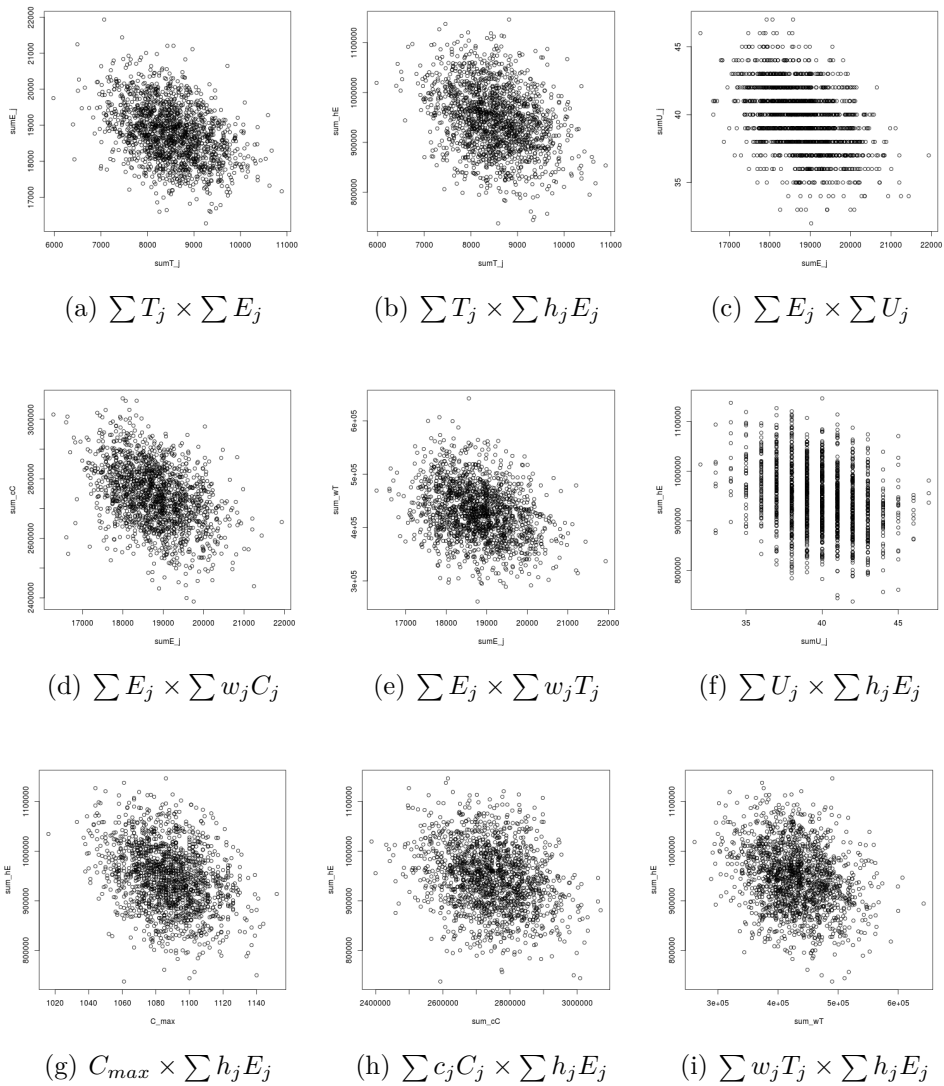 sumE_j
17000 18000 19000 20000 21000 22000
6000 7000 8000 9000 10000 11000
sumT_j
(a) ∑ T_j × ∑ E_j
sum_hE
800000 900000 1000000 1100000
6000 7000 8000 9000 10000 11000
sumT_j
(b) ∑ T_j × ∑ h_jE_j
sumU_j
35 40 45
17000 18000 19000 20000 21000 22000
sumE_j
(c) ∑ E_j × ∑ U_j
sum_cC
2400000 2600000 2800000 3000000
17000 18000 19000 20000 21000 22000
sumE_j
(d) ∑ E_j × ∑ w_jC_j
sum_wT
3e+05 4e+05 5e+05 6e+05
17000 18000 19000 20000 21000 22000
sumE_j
(e) ∑ E_j × ∑ w_jT_j
sum_hE
800000 900000 1000000 1100000
35 40 45
sumU_j
(f) ∑ U_j × ∑ h_jE_j
sum_hE
800000 900000 1000000 1100000
1020 1040 1060 1080 1100 1120 1140
C_max
(g) C_max × ∑ h_jE_j
sum_hE
800000 900000 1000000 1100000
2400000 2600000 2800000 3000000
sum_cC
(h) ∑ c_jC_j × ∑ h_jE_j
sum_hE
800000 900000 1000000 1100000
3e+05 4e+05 5e+05 6e+05
sum_wT
(i) ∑ w_jT_j × ∑ h_jE_j